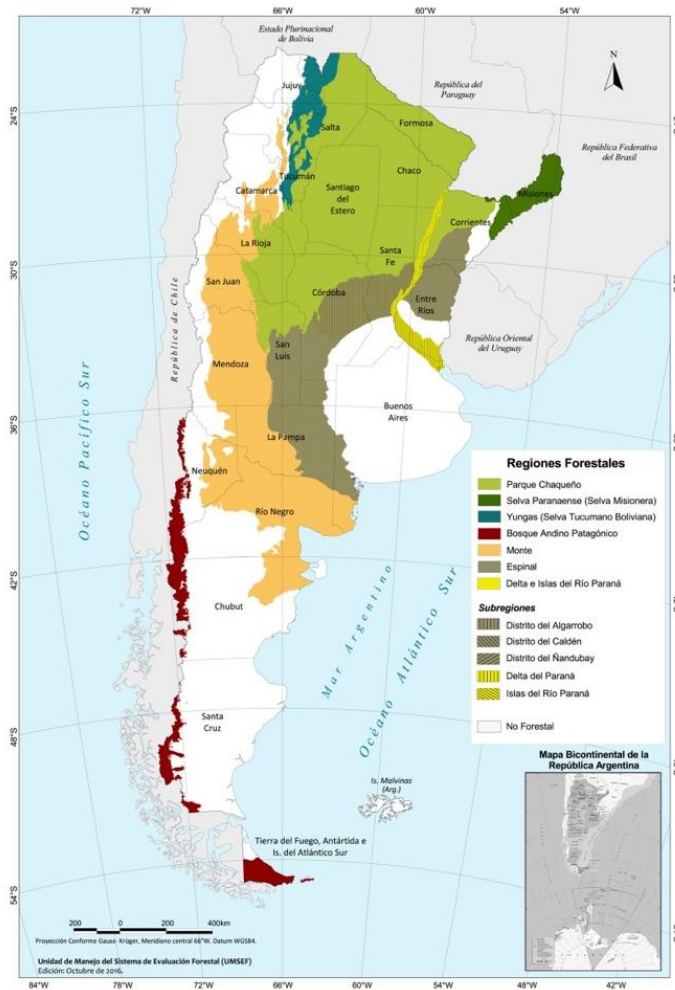 72°W
66°W
60°W
54°W
Estado Plurinacional
de Bolivia
N
República del
Paraguay
República Federativa
del Brasil
24°S
Jujuy
Salta
Formosa
Chaco
Tucumán
Catamarca
Santiago
del
Estero
Misiones
Corrientes
La Rioja
Santa
Fe
30°S
San Juan
Córdoba
Entre
Ríos
República de Chile
San
Luis
República Oriental
del Uruguay
Mendoza
Buenos
Aires
36°S
La Pampa
Neuquén
Océano Pacífico Sur
Río Negro
42°S
Chubut
Mar Argentino
Océano Atlántico Sur
Santa
Cruz
48°S
Is. Malvinas
(Arg.)
Tierra del Fuego, Antártida e
Is. del Atlántico Sur
54°S
Regiones Forestales
Parque Chaqueño
Selva Paranaense (Selva Misionera)
Yungas (Selva Tucumano Boliviana)
Bosque Andino Patagónico
Monte
Espinal
Delta e Islas del Río Paraná
Subregiones
Distrito del Algarrobo
Distrito del Caldén
Distrito del Ñandubay
Delta del Paraná
Islas del Río Paraná
No Forestal
Mapa Bicontinental de la
República Argentina
200 0 200 400km
Proyección Conforme Gauss- Krüger, Meridiano central 66°W. Datum WGS84.
Unidad de Manejo del Sistema de Evaluación Forestal (UMSEF)
Edición: Octubre de 2016.
84°W
78°W
72°W
66°W
60°W
54°W
48°W
42°W